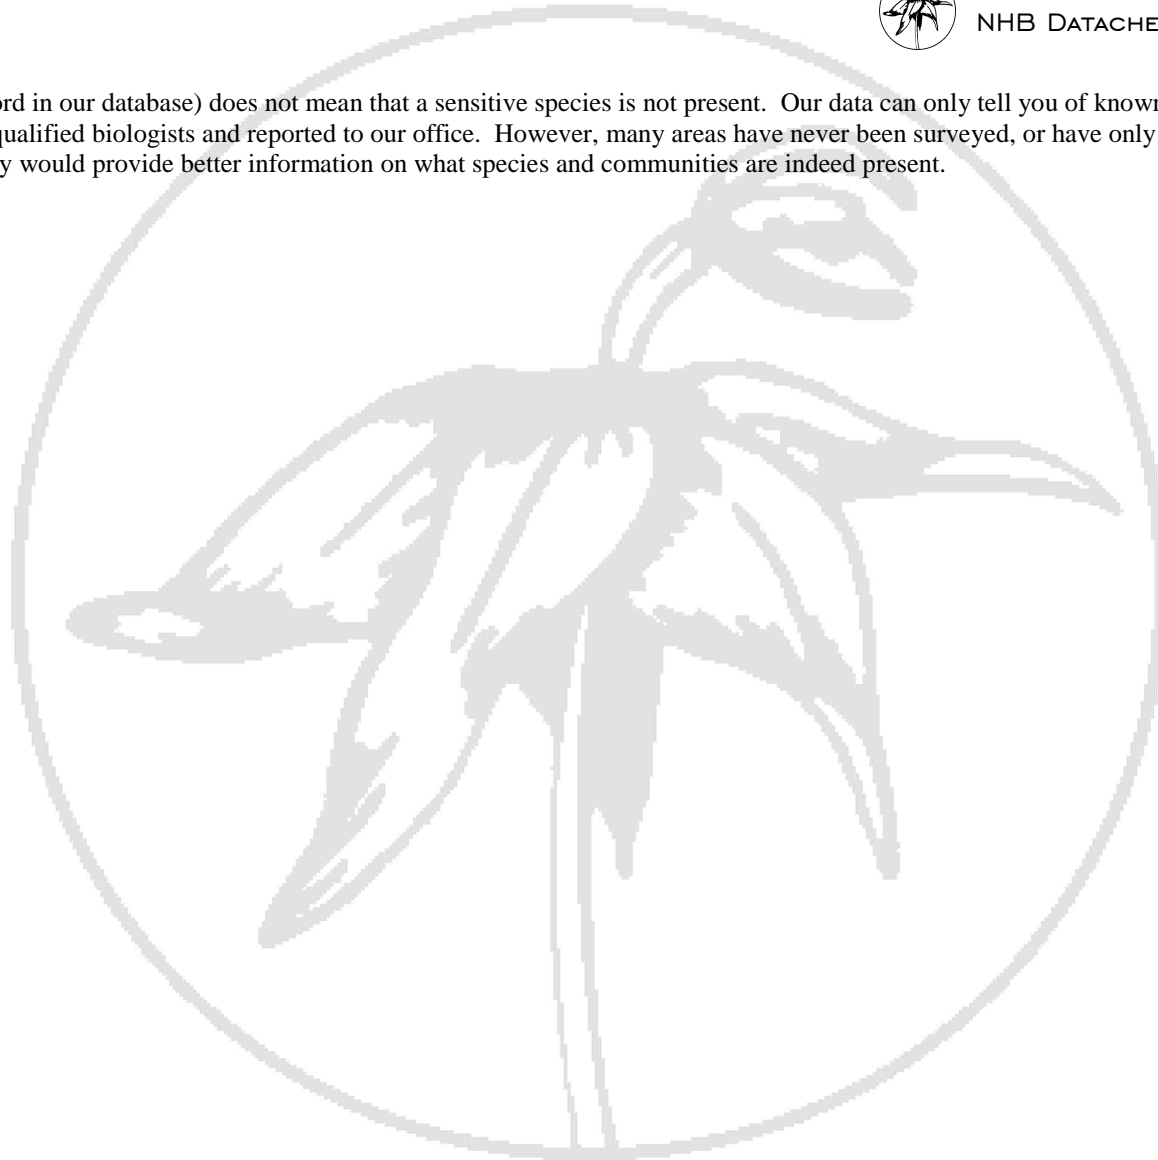 NHB DATACHE
ord in our database) does not mean that a sensitive species is not present. Our data can only tell you of known
qualified biologists and reported to our office. However, many areas have never been surveyed, or have only
y would provide better information on what species and communities are indeed present.